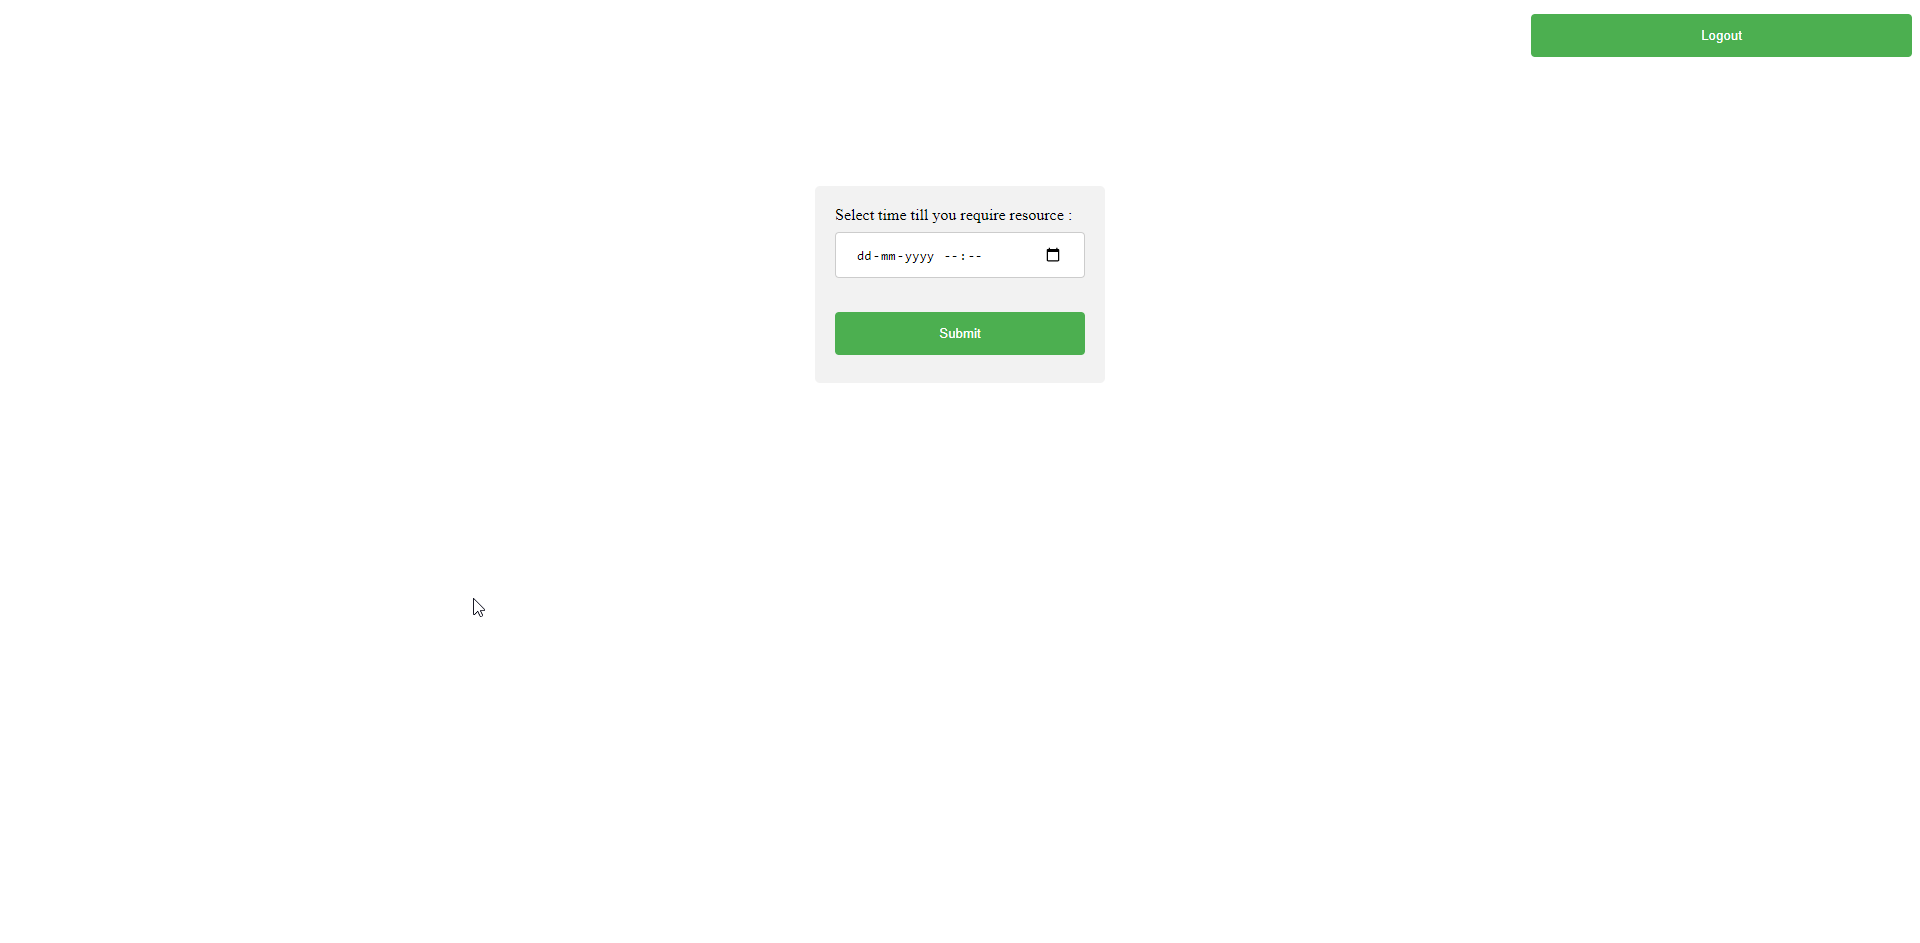 Logout
Select time till you require resource :
dd-mm-yyyy --:--
Submit